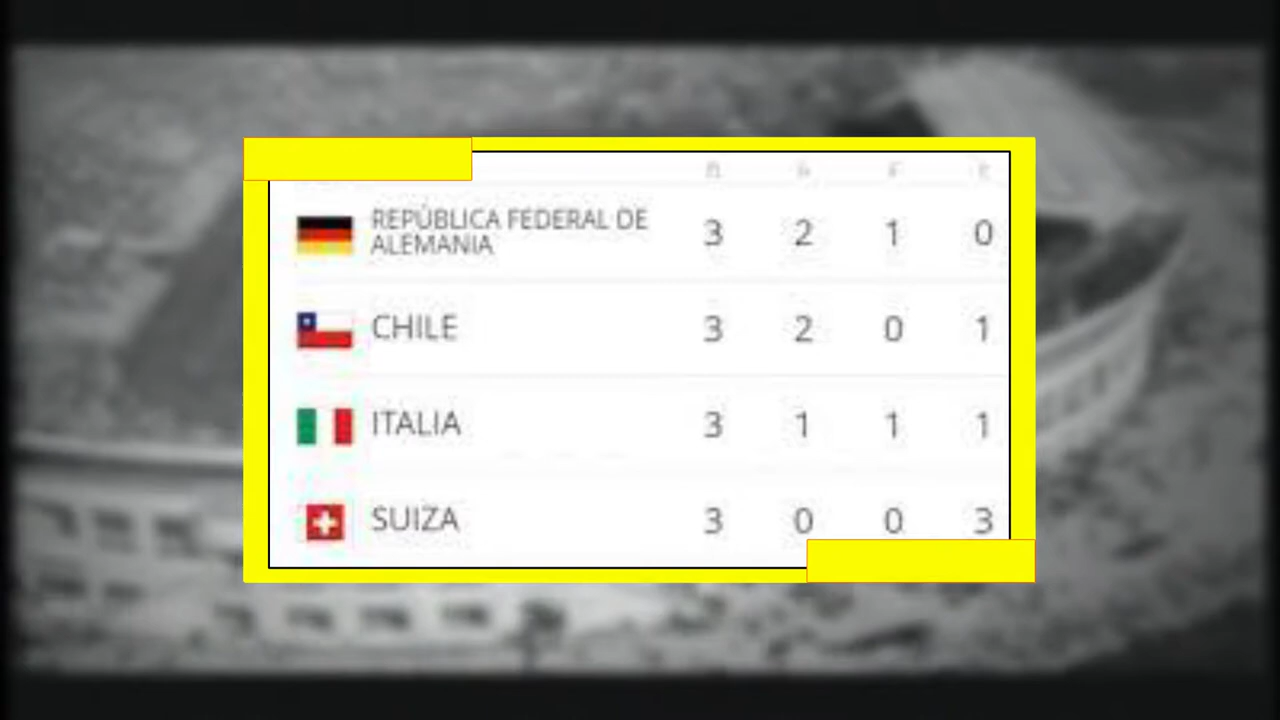 REPÚBLICA FEDERAL DE
ALEMANIA 3 2 1 0
CHILE 3 2 0 1
ITALIA 3 1 1 1
SUIZA 3 0 0 3